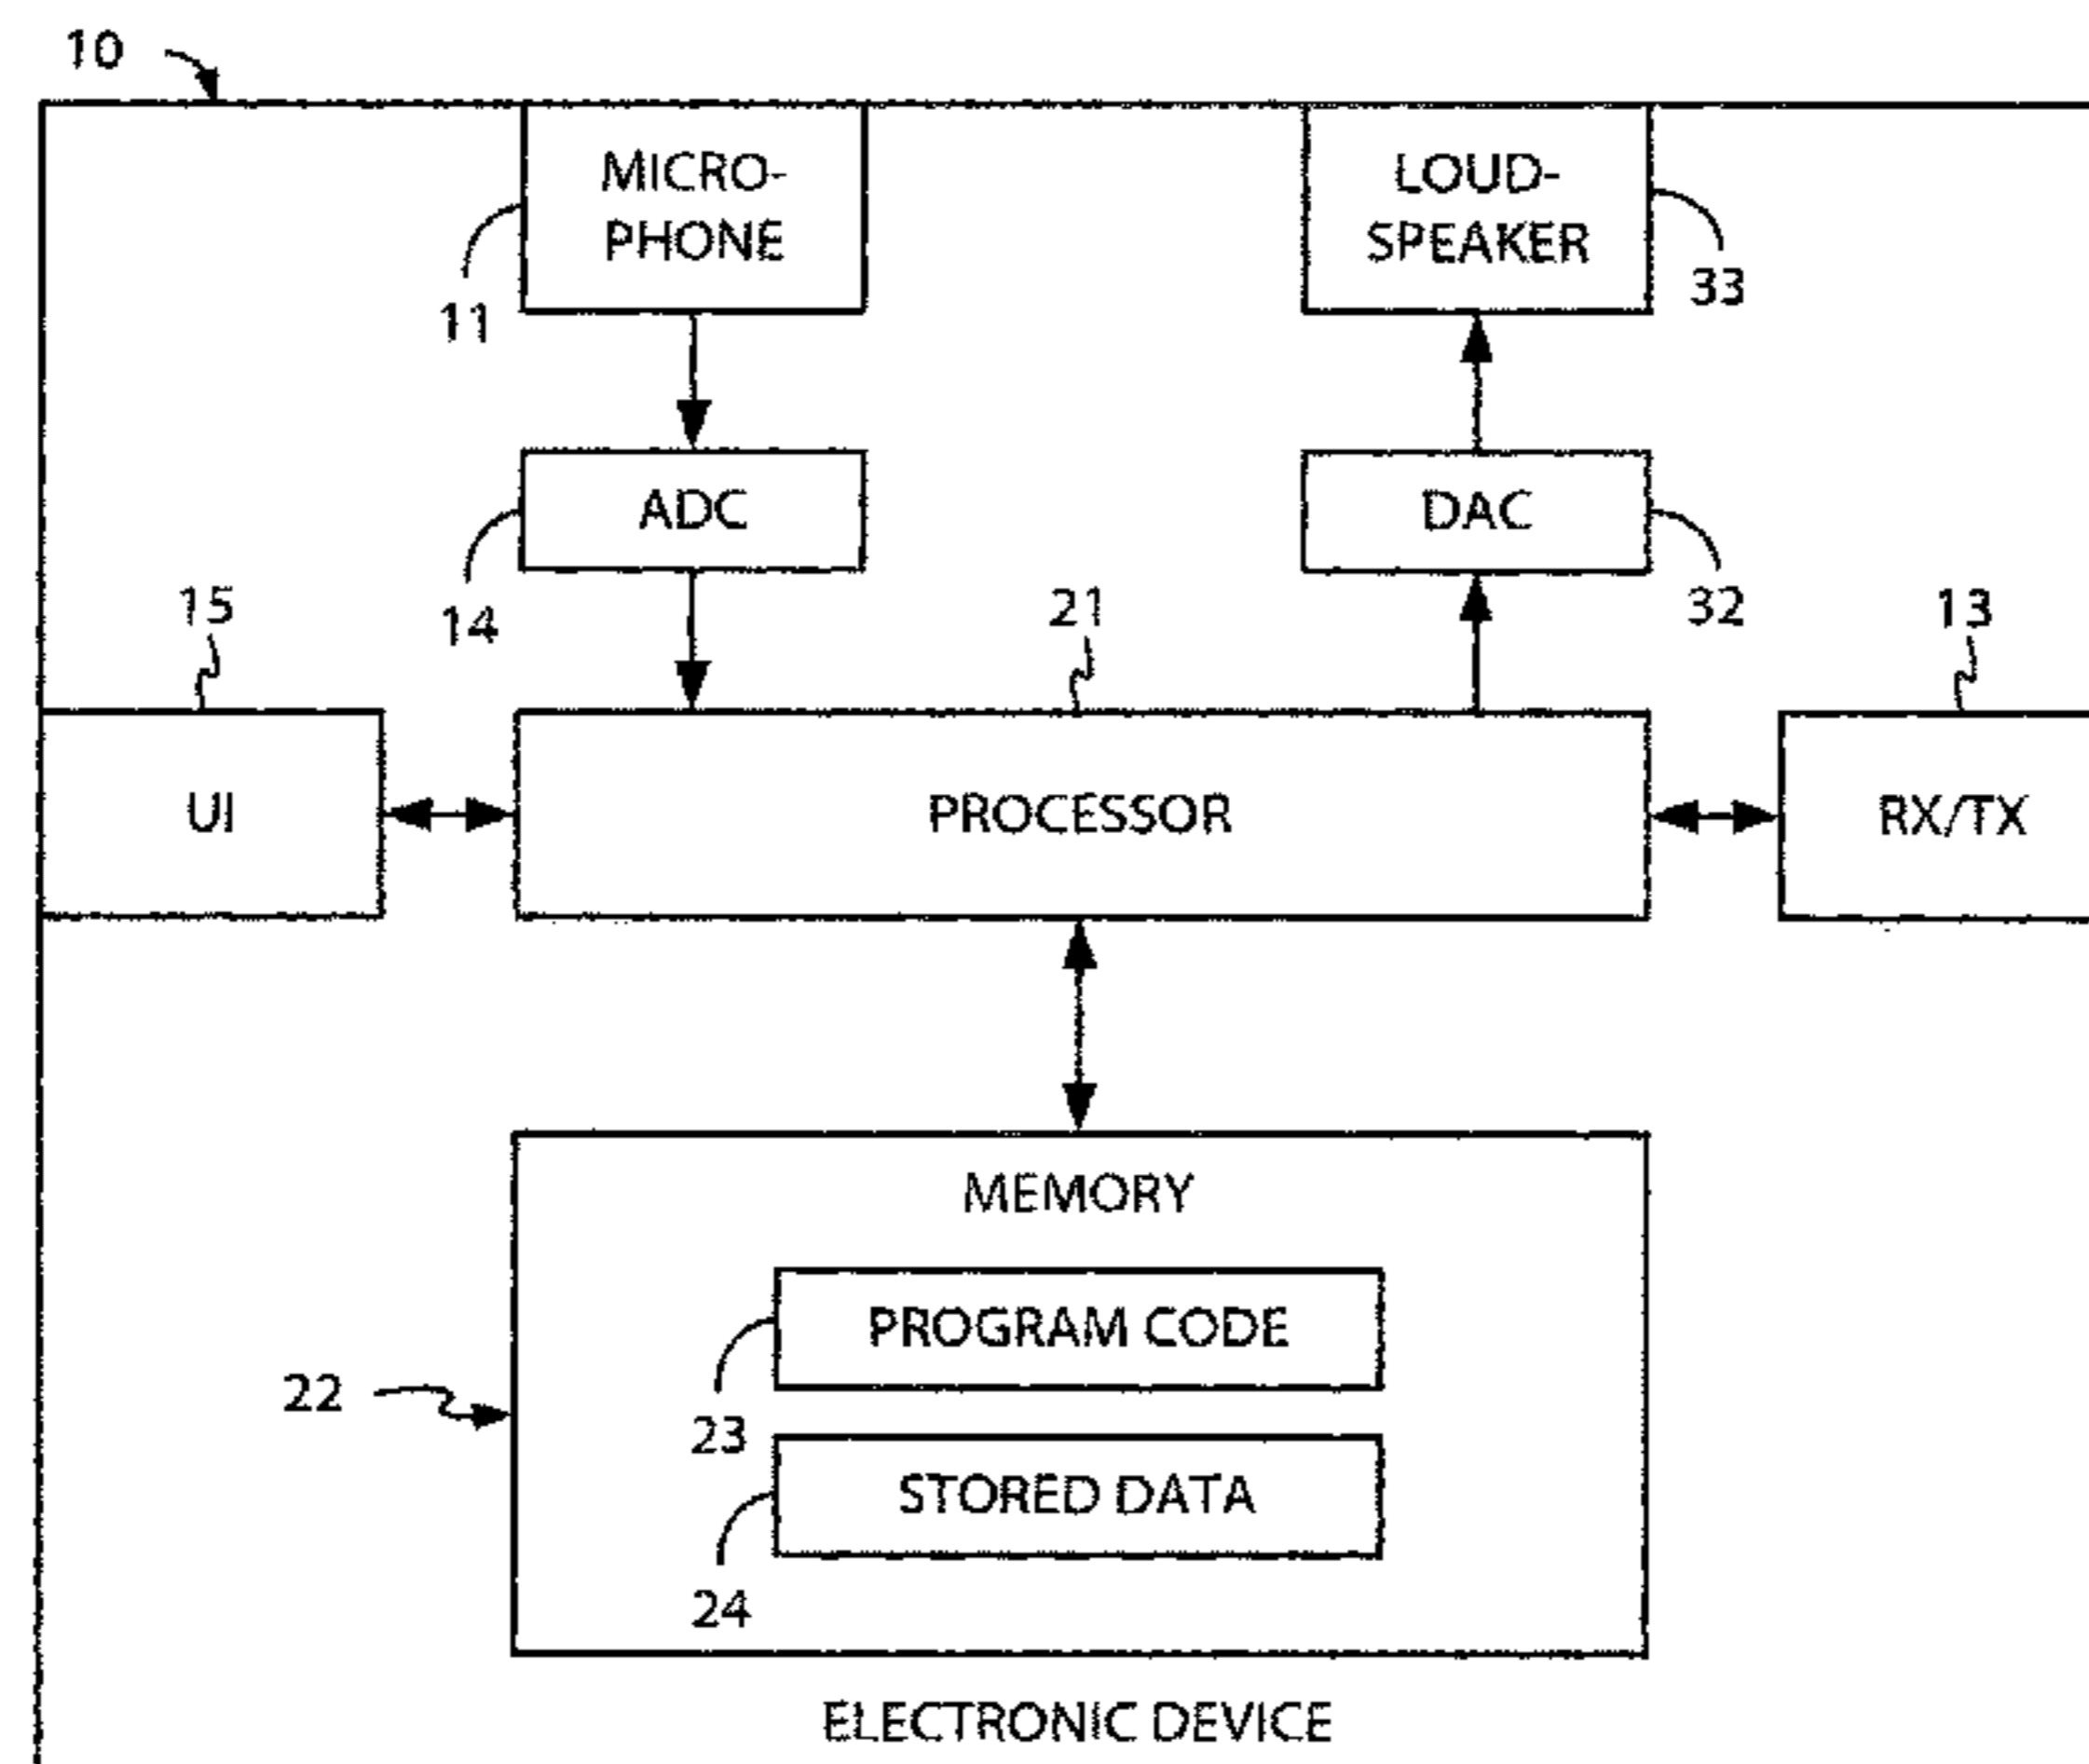 10
MICRO-
PHONE
LOUD-
SPEAKER
11
33
ADC
DAC
14
32
15
21
13
UI
PROCESSOR
RX/TX
MEMORY
PROGRAM CODE
22
23
STORED DATA
24
ELECTRONIC DEVICE